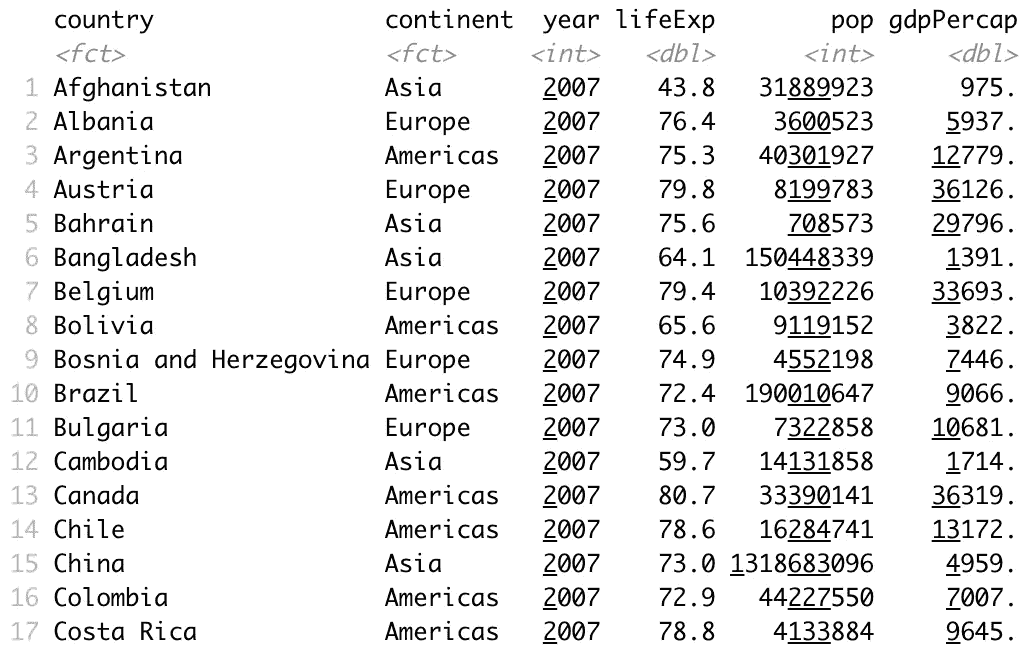 country continent year lifeExp pop gdpPercap
<fct> <fct> <int> <dbl> <int> <dbl>
1 Afghanistan Asia 2007 43.8 31889923 975.
2 Albania Europe 2007 76.4 3600523 5937.
3 Argentina Americas 2007 75.3 40301927 12779.
4 Austria Europe 2007 79.8 8199783 36126.
5 Bahrain Asia 2007 75.6 708573 29796.
6 Bangladesh Asia 2007 64.1 150448339 1391.
7 Belgium Europe 2007 79.4 10392226 33693.
8 Bolivia Americas 2007 65.6 9119152 3822.
9 Bosnia and Herzegovina Europe 2007 74.9 4552198 7446.
10 Brazil Americas 2007 72.4 190010647 9066.
11 Bulgaria Europe 2007 73.0 7322858 10681.
12 Cambodia Asia 2007 59.7 14131858 1714.
13 Canada Americas 2007 80.7 33390141 36319.
14 Chile Americas 2007 78.6 16284741 13172.
15 China Asia 2007 73.0 1318683096 4959.
16 Colombia Americas 2007 72.9 44227550 7007.
17 Costa Rica Americas 2007 78.8 4133884 9645.